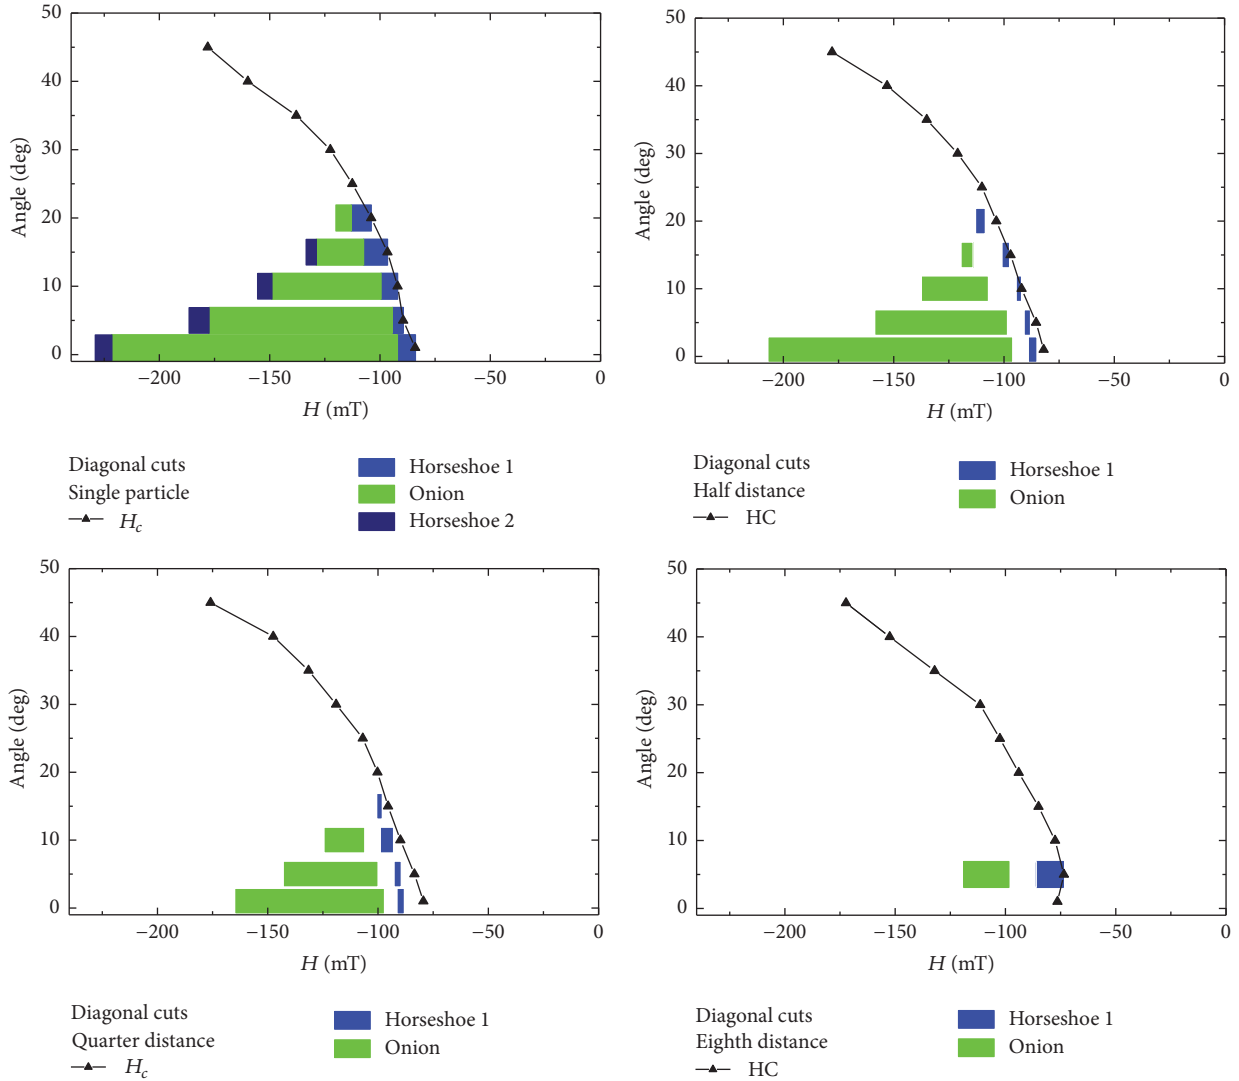 50
40
30
20
10
0
Angle (deg)
−200 −150 −100 −50 0
H (mT)
Diagonal cuts
Single particle
H_c
Horseshoe 1
Onion
Horseshoe 2
50
40
30
20
10
0
Angle (deg)
−200 −150 −100 −50 0
H (mT)
Diagonal cuts
Half distance
HC
Horseshoe 1
Onion
50
40
30
20
10
0
Angle (deg)
−200 −150 −100 −50 0
H (mT)
Diagonal cuts
Quarter distance
H_c
Horseshoe 1
Onion
50
40
30
20
10
0
Angle (deg)
−200 −150 −100 −50 0
H (mT)
Diagonal cuts
Eighth distance
HC
Horseshoe 1
Onion